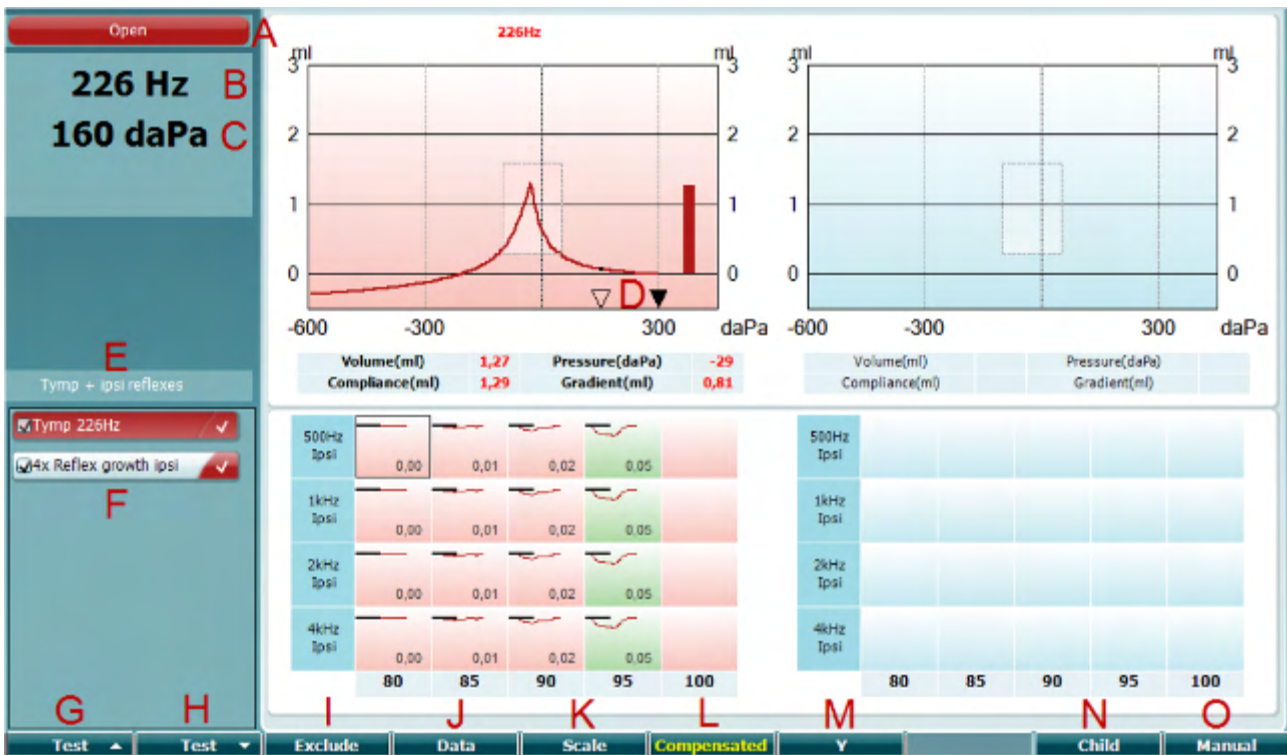 Open
A
226 Hz B
160 daPa C
E
Tymp + ipsi reflexes
Tymp 226Hz
4x Reflex growth ipsi
F
G H
Test Test
226Hz
ml ml
3 3
2 2
1 1
0 0
D
-600 -300 300 daPa
Volume(ml) 1,27 Pressure(daPa) -29
Compliance(ml) 1,29 Gradient(ml) 0,81
ml ml
3 3
2 2
1 1
0 0
-600 -300 300 daPa
Volume(ml) Pressure(daPa)
Compliance(ml) Gradient(ml)
500Hz
Ipsi
0,00 0,01 0,02 0,05
1kHz
Ipsi
0,00 0,01 0,02 0,05
2kHz
Ipsi
0,00 0,01 0,02 0,05
4kHz
Ipsi
0,00 0,01 0,02 0,05
80 85 90 95 100
500Hz
Ipsi
1kHz
Ipsi
2kHz
Ipsi
4kHz
Ipsi
80 85 90 95 100
I J K L M N O
Exclude Data Scale Compensated Y Child Manual